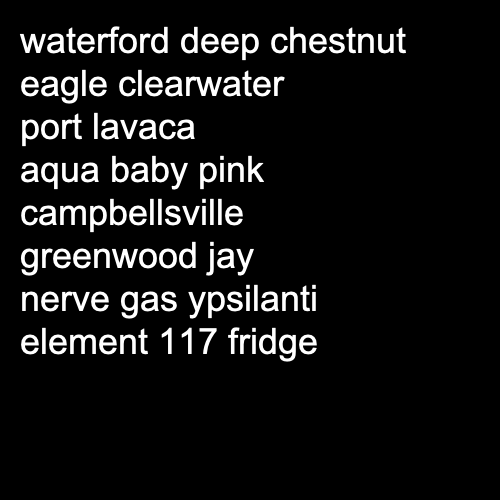 waterford deep chestnut
eagle clearwater
port lavaca
aqua baby pink
campbellsville
greenwood jay
nerve gas ypsilanti
element 117 fridge